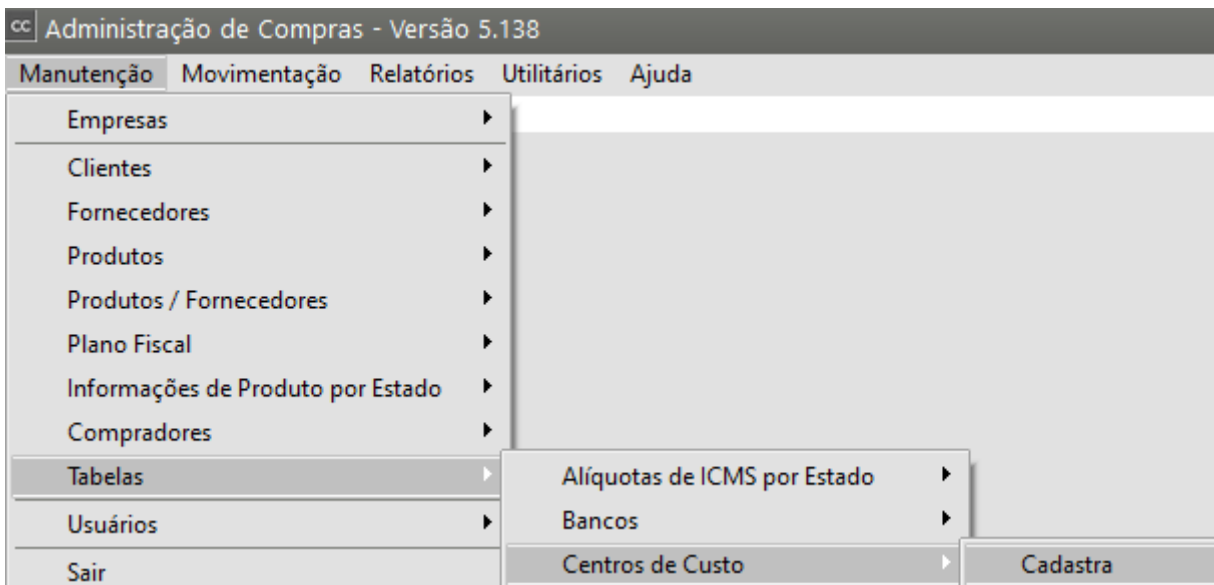 cc Administração de Compras - Versão 5.138
Manutenção Movimentação Relatórios Utilitários Ajuda
Empresas
Clientes
Fornecedores
Produtos
Produtos / Fornecedores
Plano Fiscal
Informações de Produto por Estado
Compradores
Tabelas Alíquotas de ICMS por Estado
Usuários Bancos
Sair Centros de Custo Cadastra